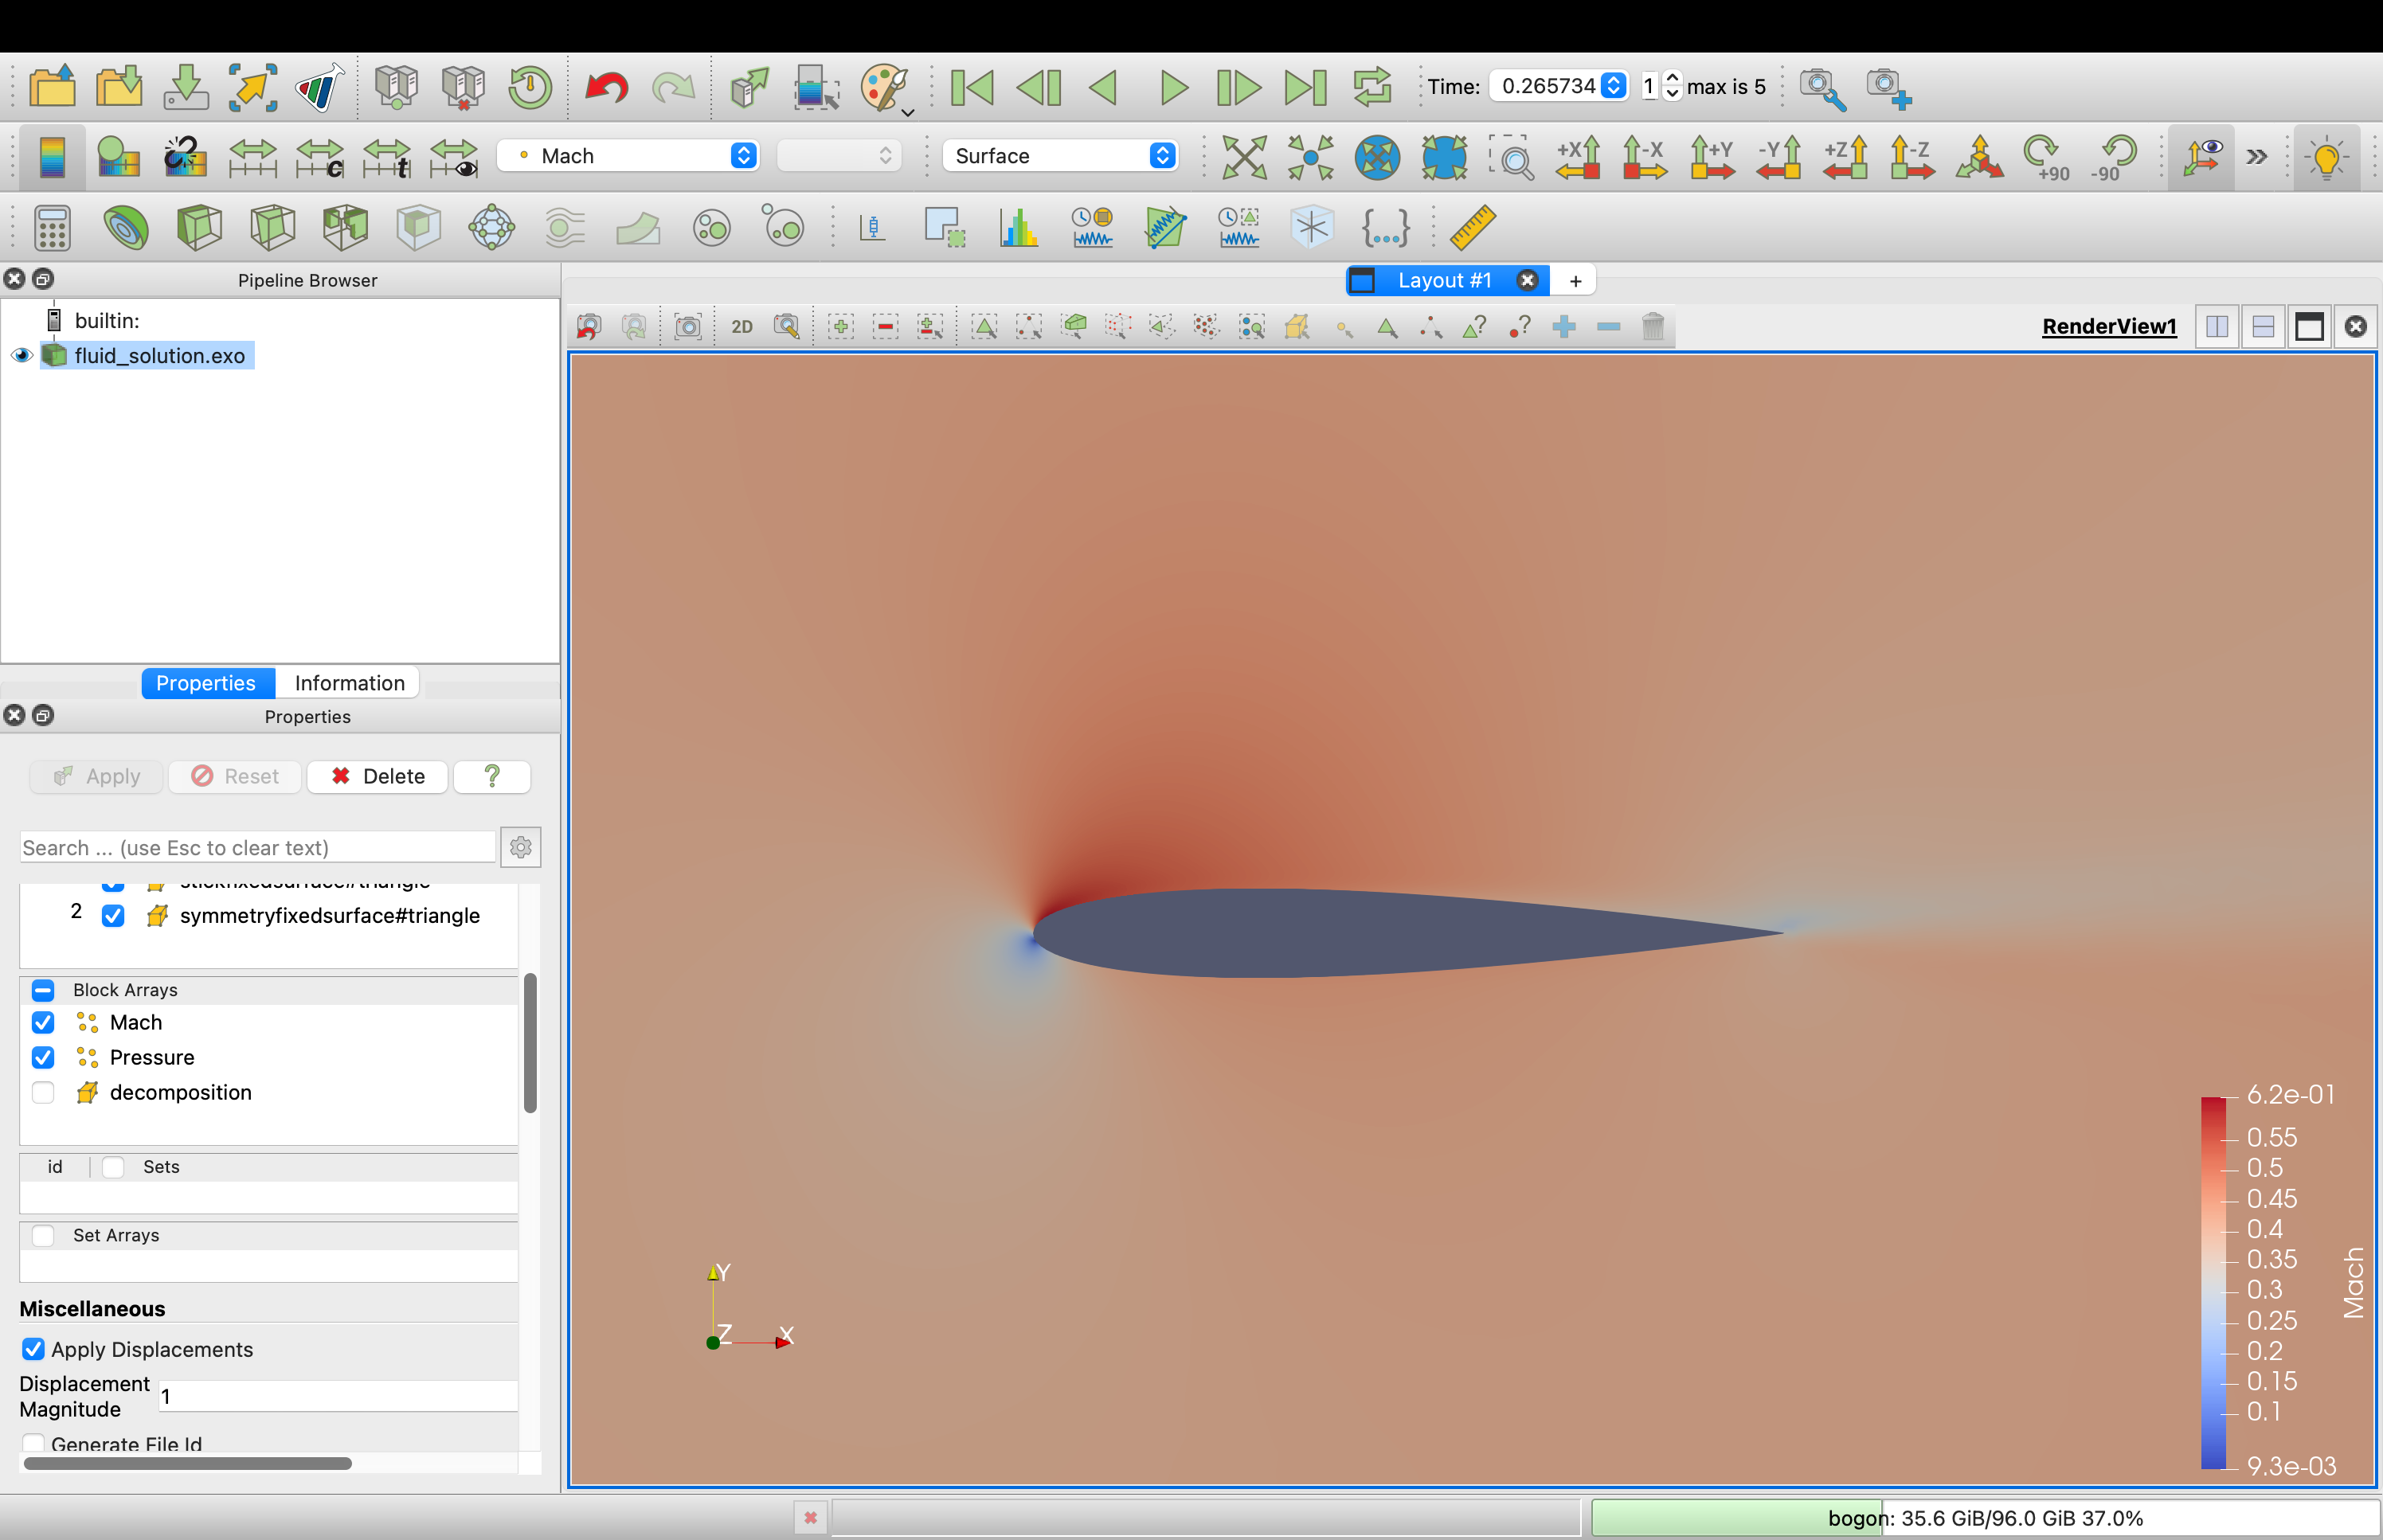 Time: 0.265734 1 max is 5
c t Mach Surface +X -X +Y -Y +Z -Z +90 -90
Pipeline Browser
builtin:
fluid_solution.exo
Layout #1 +
2D RenderView1
Properties Information
Properties
Apply Reset Delete ?
Search ... (use Esc to clear text)
stickfixedsurface#triangle
2 symmetryfixedsurface#triangle
Block Arrays
Mach
Pressure
decomposition
id Sets
Set Arrays
Miscellaneous
Apply Displacements
Displacement
Magnitude
1
Generate File Id
Y
Z X
6.2e-01
0.55
0.5
0.45
0.4
0.35
0.3
0.25
0.2
0.15
0.1
9.3e-03
Mach
bogon: 35.6 GiB/96.0 GiB 37.0%